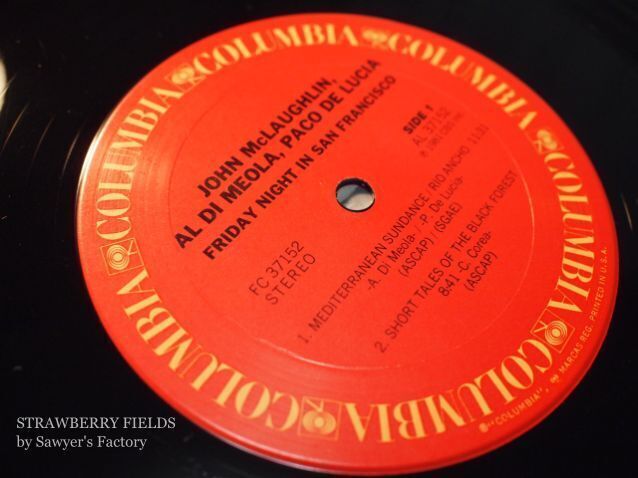 JOHN McLAUGHLIN,
AL DI MEOLA, PACO DE LUCIA
FRIDAY NIGHT IN SAN FRANCISCO
FC 37152
STEREO
SIDE 1
AL 37152
1. MEDITERRANEAN SUNDANCE, RIO ANCHO 11:31
-A. Di Meola- / -P. De Lucia-
(ASCAP) / (SGAE)
2. SHORT TALES OF THE BLACK FOREST
8:41 -C. Corea-
(ASCAP)
COLUMBIA COLUMBIA COLUMBIA COLUMBIA COLUMBIA COLUMBIA COLUMBIA COLUMBIA
"COLUMBIA", MARCAS REG. PRINTED IN U.S.A.
STRAWBERRY FIELDS
by Sawyer's Factory